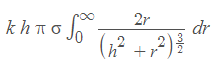 k h π σ ∫₀^∞ 2r / (h² + r²)^(3/2) dr